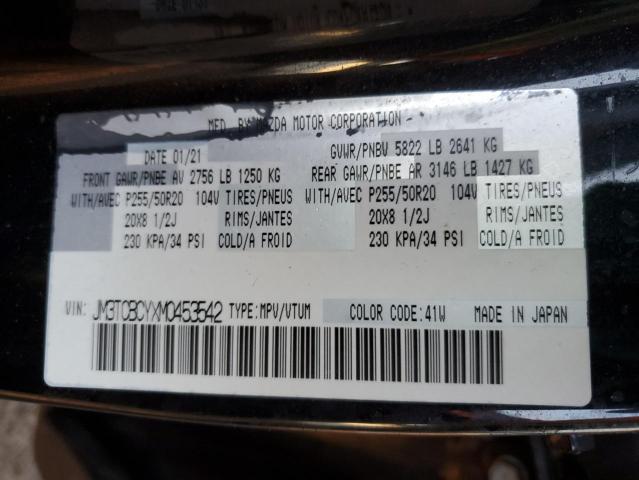 MFD. BY MAZDA MOTOR CORPORATION
DATE 01/21 GVWR/PNBV 5822 LB 2641 KG
FRONT GAWR/PNBE AV 2756 LB 1250 KG REAR GAWR/PNBE AR 3146 LB 1427 KG
WITH/AVEC P255/50R20 104V TIRES/PNEUS WITH/AVEC P255/50R20 104V TIRES/PNEUS
20X8 1/2J RIMS/JANTES 20X8 1/2J RIMS/JANTES
230 KPA/34 PSI COLD/A FROID 230 KPA/34 PSI COLD/A FROID
VIN: JM3TCBCYXM0453542 TYPE:MPV/VTUM COLOR CODE:41W MADE IN JAPAN